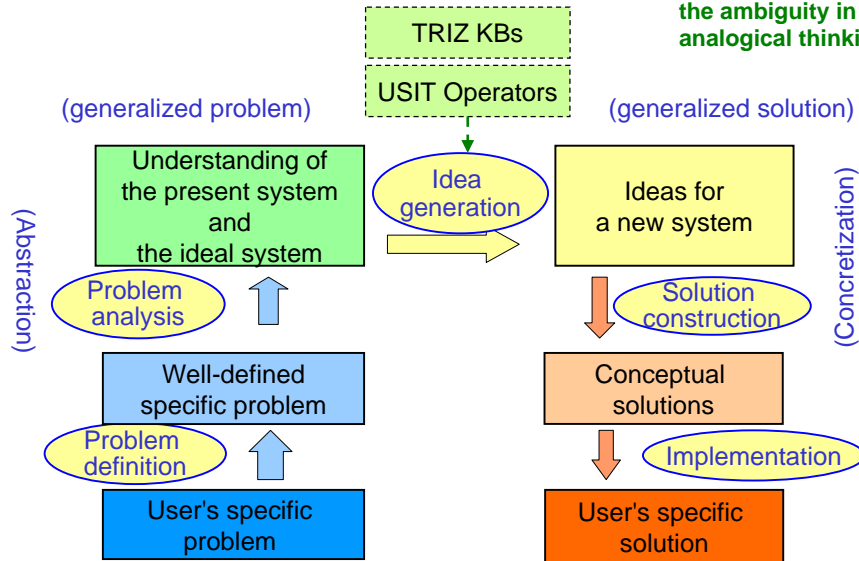 the ambiguity in
analogical
TRIZ KBs
USIT Operators
(generalized problem)
(generalized solution)
Understanding of
the present system
and
the ideal system
Idea
generation
Ideas for
a new system
(Abstraction)
(Concretization)
Problem
analysis
Solution
construction
Well-defined
specific problem
Conceptual
solutions
Problem
definition
Implementation
User's specific
problem
User's specific
solution